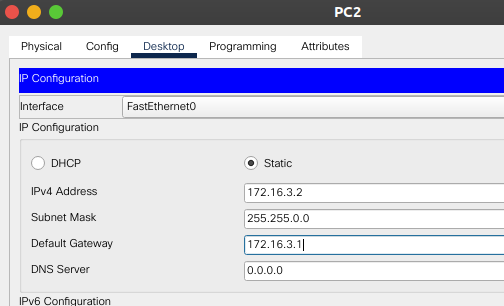 PC2
Physical Config Desktop Programming Attributes
IP Configuration
Interface FastEthernet0
IP Configuration
DHCP Static
IPv4 Address 172.16.3.2
Subnet Mask 255.255.0.0
Default Gateway 172.16.3.1
DNS Server 0.0.0.0
IPv6 Configuration